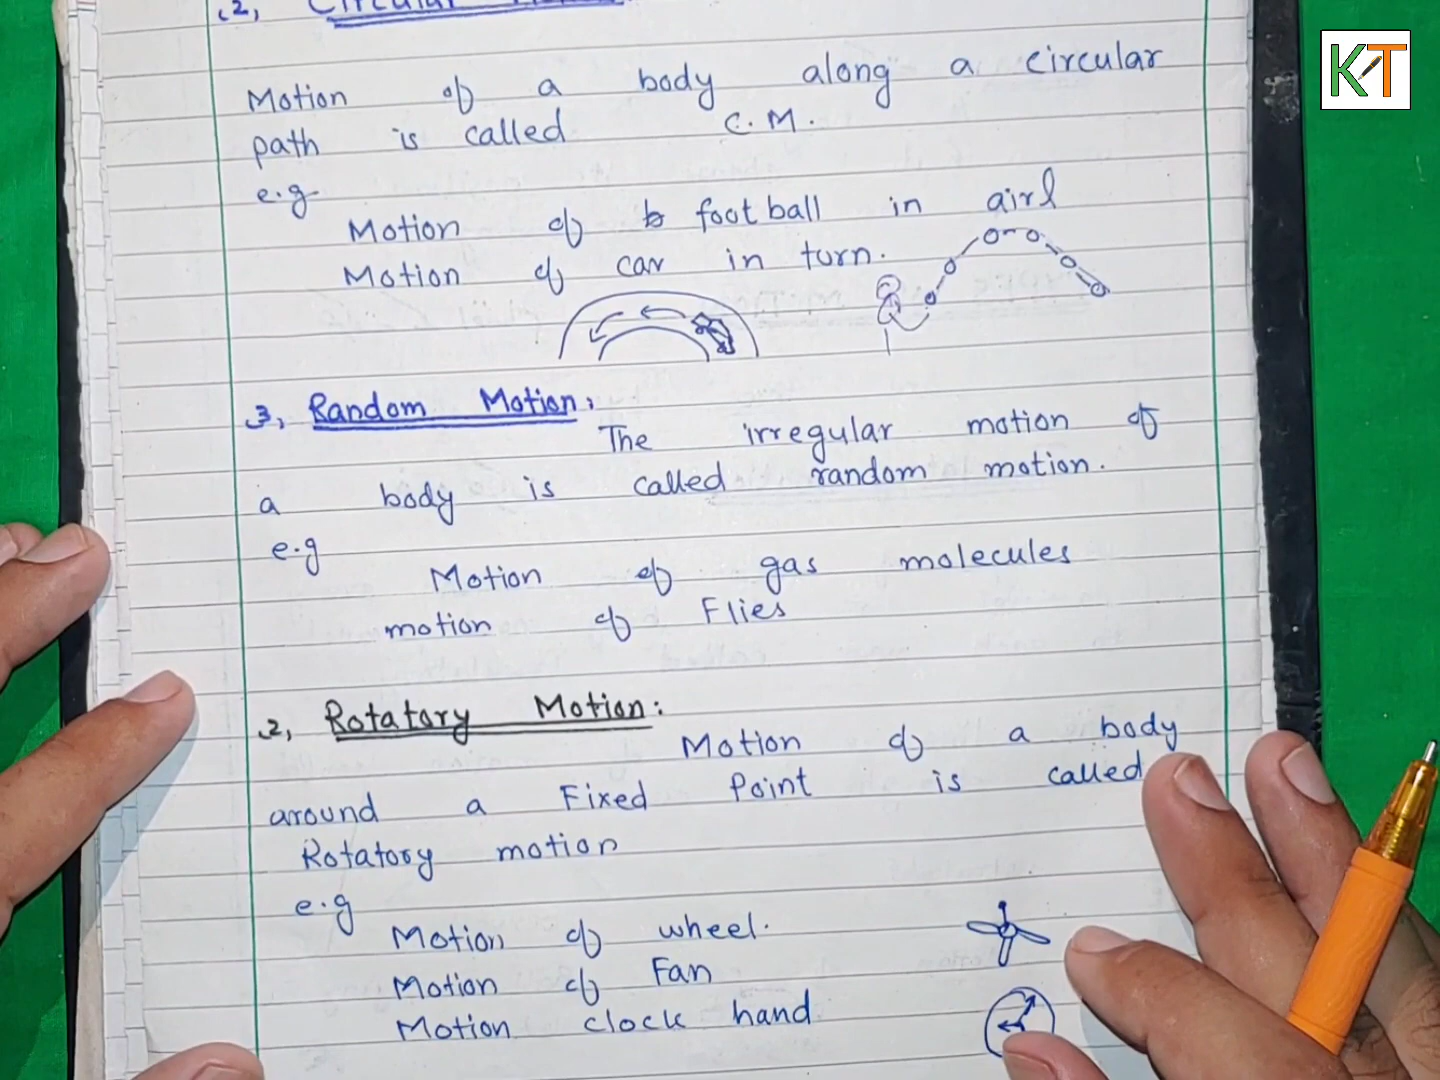 .2, Circular
Motion of a body along a circular
path is called C.M.
e.g
Motion of b foot ball in air
Motion of car in turn.
.3, Random Motion:
The irregular motion of
a body is called random motion.
e.g
Motion of gas molecules
motion of Flies
.2, Rotatory Motion:
Motion of a body
around a Fixed Point is called
Rotatory motion
e.g
Motion of wheel.
Motion of Fan
Motion clock hand
KT